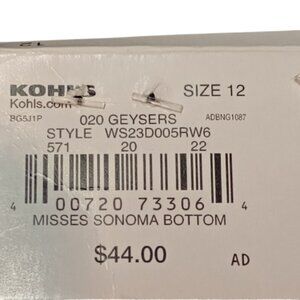 KOHL'S SIZE 12
Kohls.com
BG5J1P 020 GEYSERS ADBNG1087
STYLE WS23D005RW6
571 20 22
4 00720 73306 4
MISSES SONOMA BOTTOM
$44.00 AD